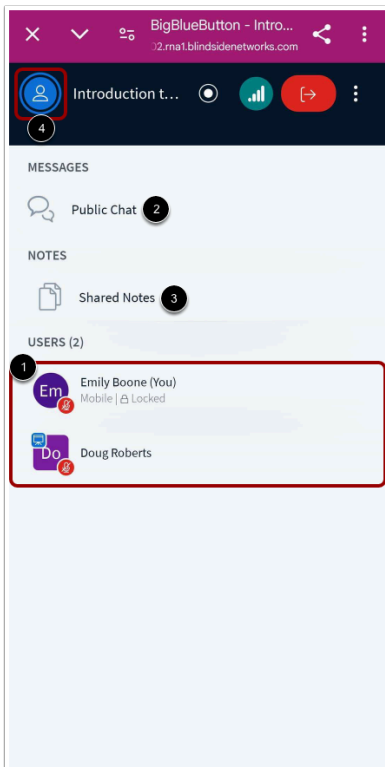 BigBlueButton - Intro...
02.rna1.blindsidenetworks.com
Introduction t...
4
MESSAGES
Public Chat 2
NOTES
Shared Notes 3
USERS (2)
1
Em
Emily Boone (You)
Mobile | Locked
Do
Doug Roberts